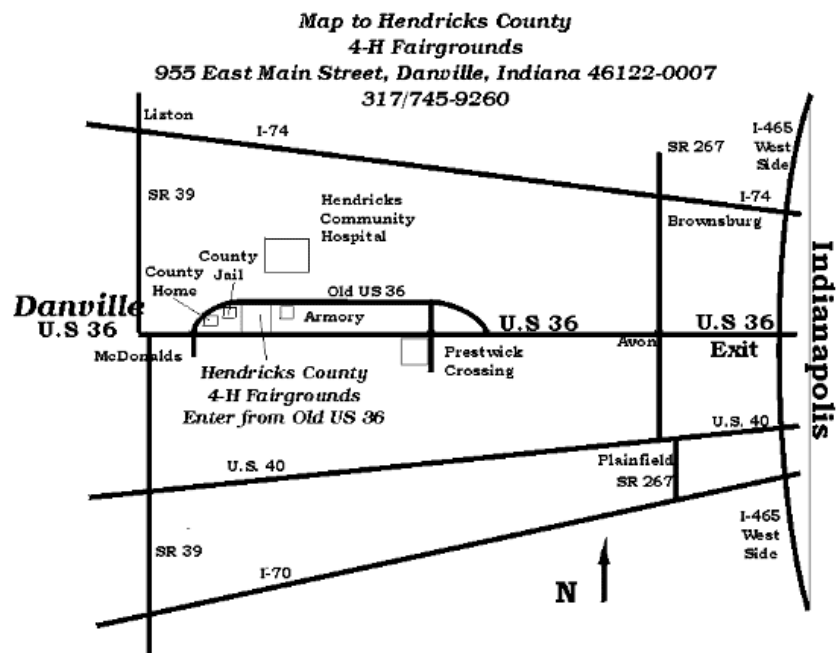 Map to Hendricks County
4-H Fairgrounds
955 East Main Street, Danville, Indiana 46122-0007
317/745-9260
Lizton
I-74
SR 39
Hendricks
Community
Hospital
SR 267
I-465
West
Side
I-74
Brownsburg
County
Jail
County
Home
Old US 36
Armory
Danville
U.S 36
U.S 36
U.S 36
Exit
Avon
McDonalds
Prestwick
Crossing
Hendricks County
4-H Fairgrounds
Enter from Old US 36
Indianapolis
U.S. 40
U.S. 40
Plainfield
SR 267
I-465
West
Side
SR 39
I-70
N